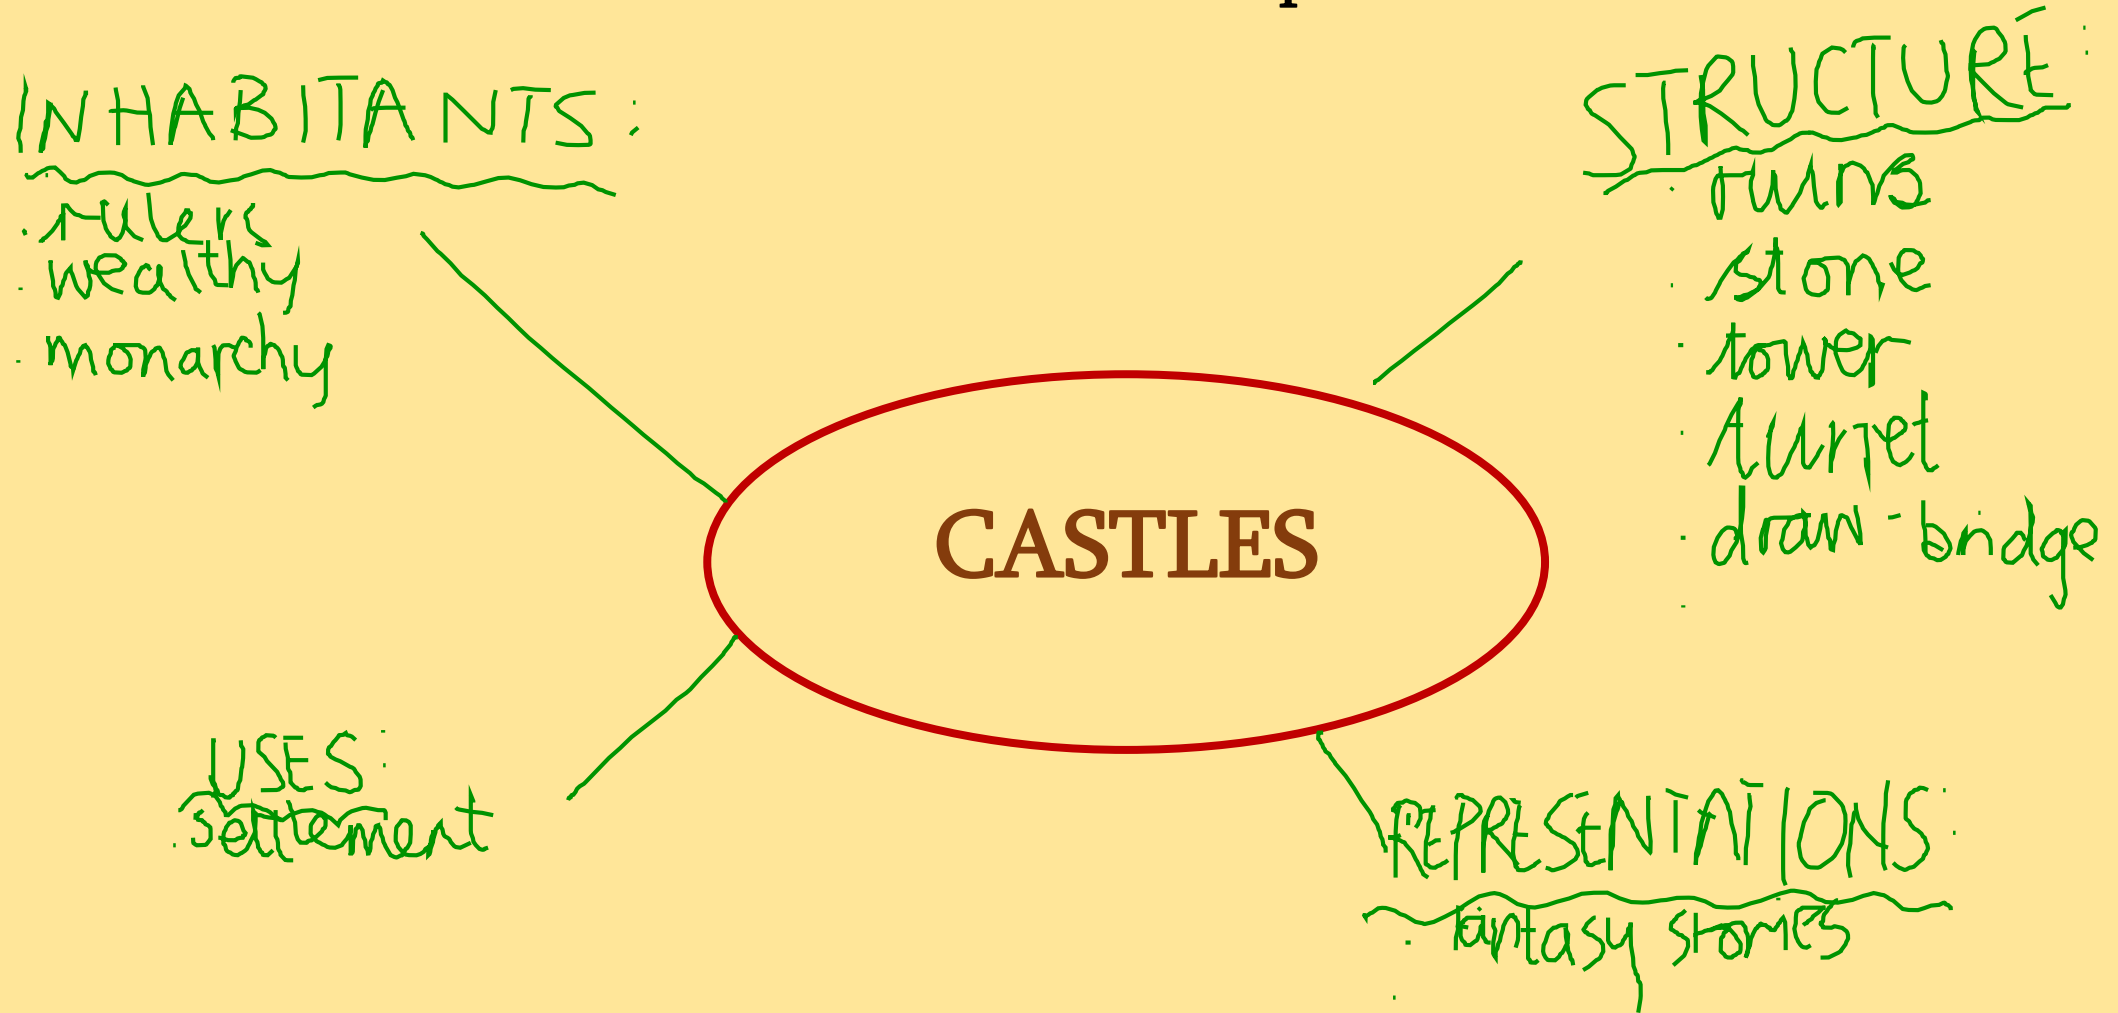 INHABITANTS:
· rulers
· wealthy
· monarchy
STRUCTURE:
· ruins
· stone
· tower
· turret
· draw-bridge
·
CASTLES
USES:
· settlement
REPRESENTATIONS:
· fantasy stories
·